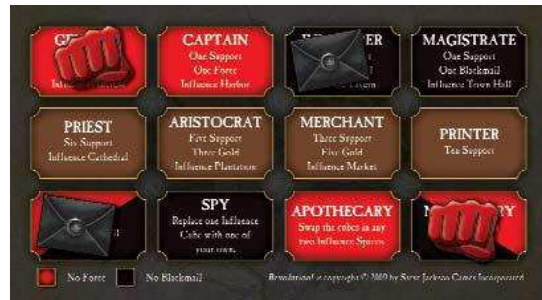 CAPTAIN
One Support
One Force
Influence Harbor
MAGISTRATE
One Support
One Blackmail
Influence Town Hall
PRIEST
Six Support
Influence Cathedral
ARISTOCRAT
Five Support
Three Gold
Influence Plantation
MERCHANT
Three Support
Five Gold
Influence Market
PRINTER
Ten Support
SPY
Replace one Influence
Cube with one of
your own.
APOTHECARY
Swap the cubes in any
two Influence Spaces
No Force
No Blackmail
Revolution! is copyright © 2009 by Steve Jackson Games Incorporated